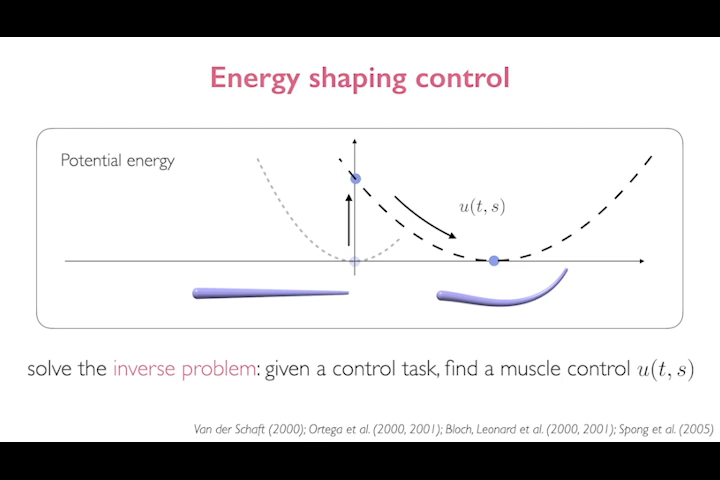 Energy shaping control
Potential energy
u(t, s)
solve the inverse problem: given a control task, find a muscle control u(t, s)
Van der Schaft (2000); Ortega et al. (2000, 2001); Bloch, Leonard et al. (2000, 2001); Spong et al. (2005)